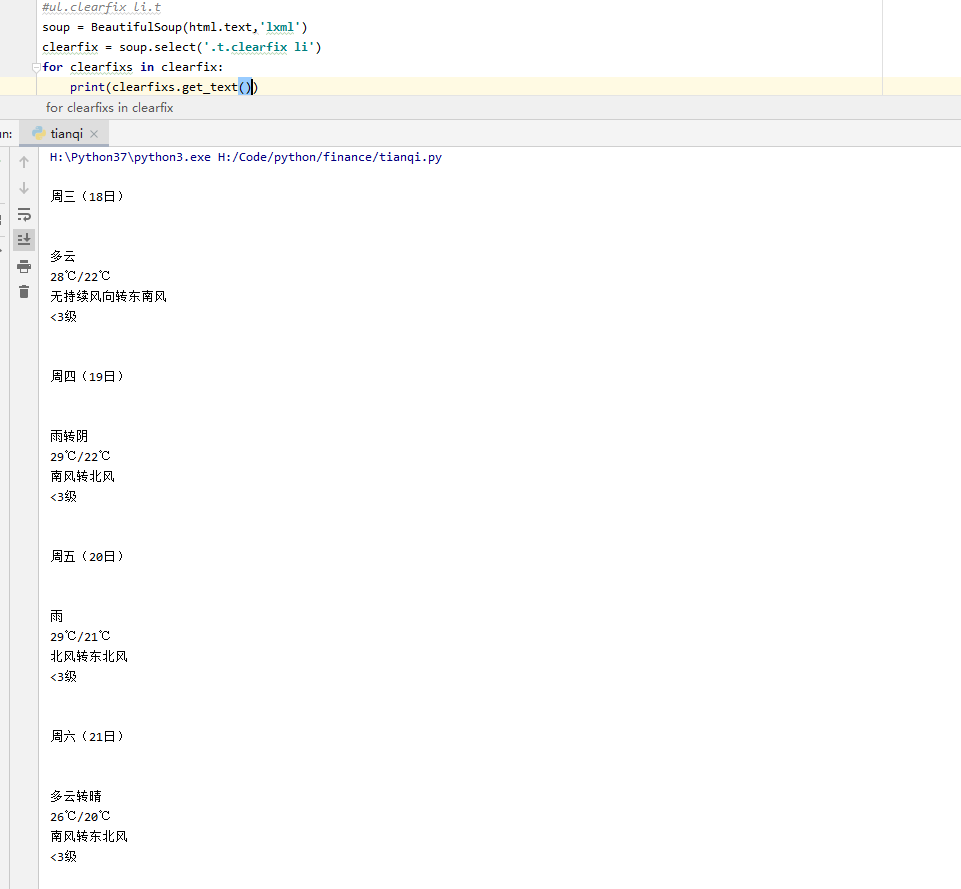 #ul.clearfix li.t
soup = BeautifulSoup(html.text,'lxml')
clearfix = soup.select('.t.clearfix li')
for clearfixs in clearfix:
print(clearfixs.get_text())
for clearfixs in clearfix
un: tianqi ×
H:\Python37\python3.exe H:/Code/python/finance/tianqi.py
周三（18日）
多云
28℃/22℃
无持续风向转东南风
<3级
周四（19日）
雨转阴
29℃/22℃
南风转北风
<3级
周五（20日）
雨
29℃/21℃
北风转东北风
<3级
周六（21日）
多云转晴
26℃/20℃
南风转东北风
<3级